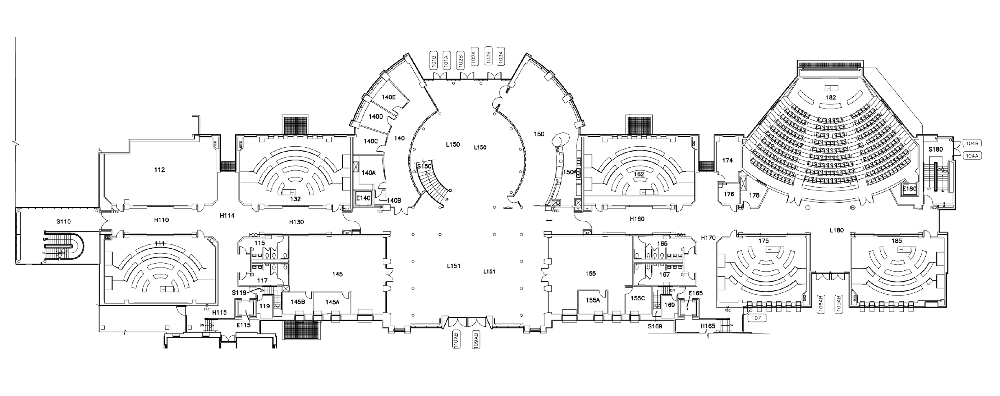 101B
101A
102B
102A
103B
103A
140E
182
140D
150
140
140C
L150
L150
104B
S180
104A
174
S150
112
140A
150A
162
E180
UP
DN
132
E140
140B
UP
176
178
FEC
FEC
FEC
FEC
H114
S110
H110
H130
H160
L180
UP
111
115
165
H170
175
185
DN
L151
L151
145
155
117
167
S119
DN
DN
E165
145B
145A
155A
155C
119
169
106AB
105AB
FEC
H115
FEC
107
DN
E115
S169
H165
DN
110AB
109AB